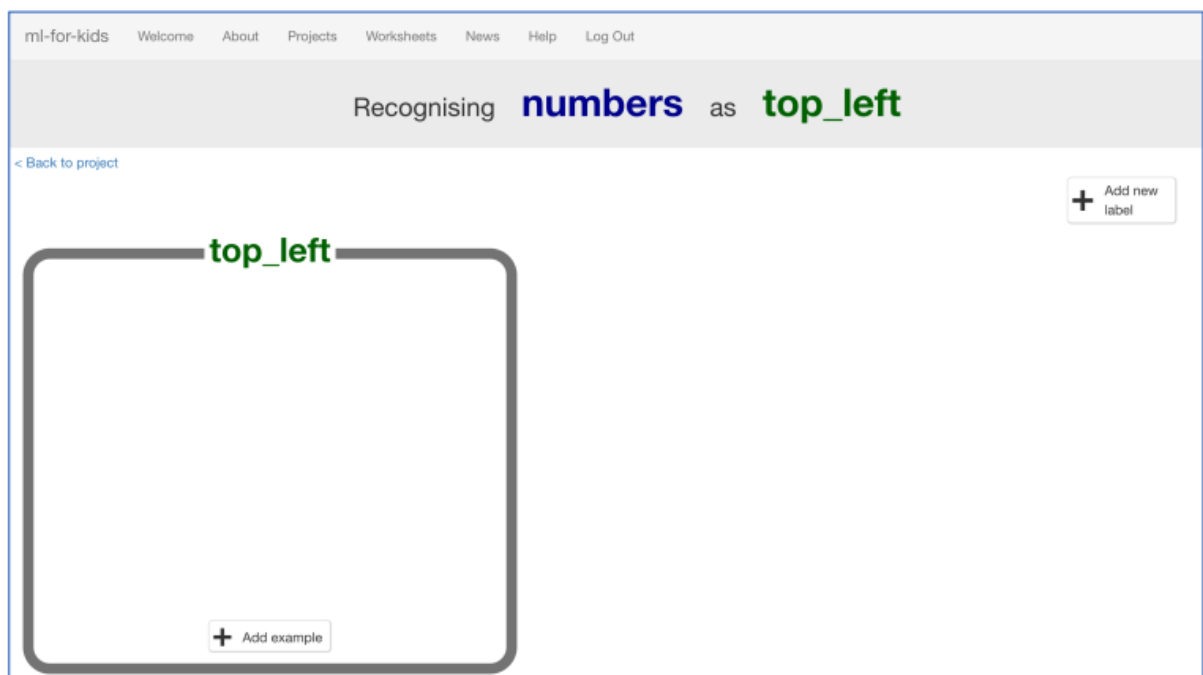 ml-for-kids Welcome About Projects Worksheets News Help Log Out
Recognising numbers as top_left
< Back to project
Add new
label
top_left
Add example